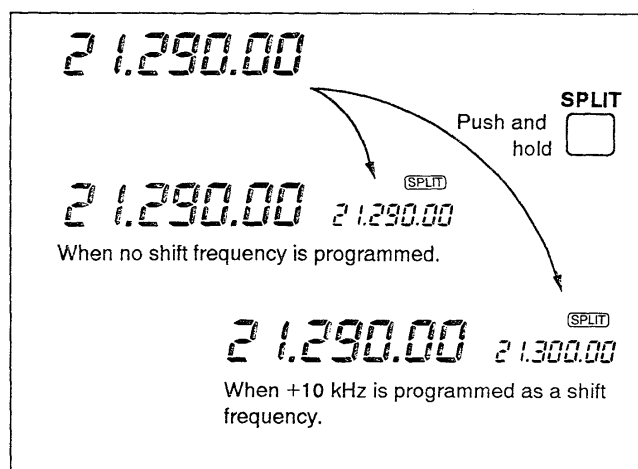 21.290.00
SPLIT
Push and
hold
SPLIT
21.290.00 21.290.00
When no shift frequency is programmed.
SPLIT
21.290.00 21.300.00
When +10 kHz is programmed as a shift
frequency.